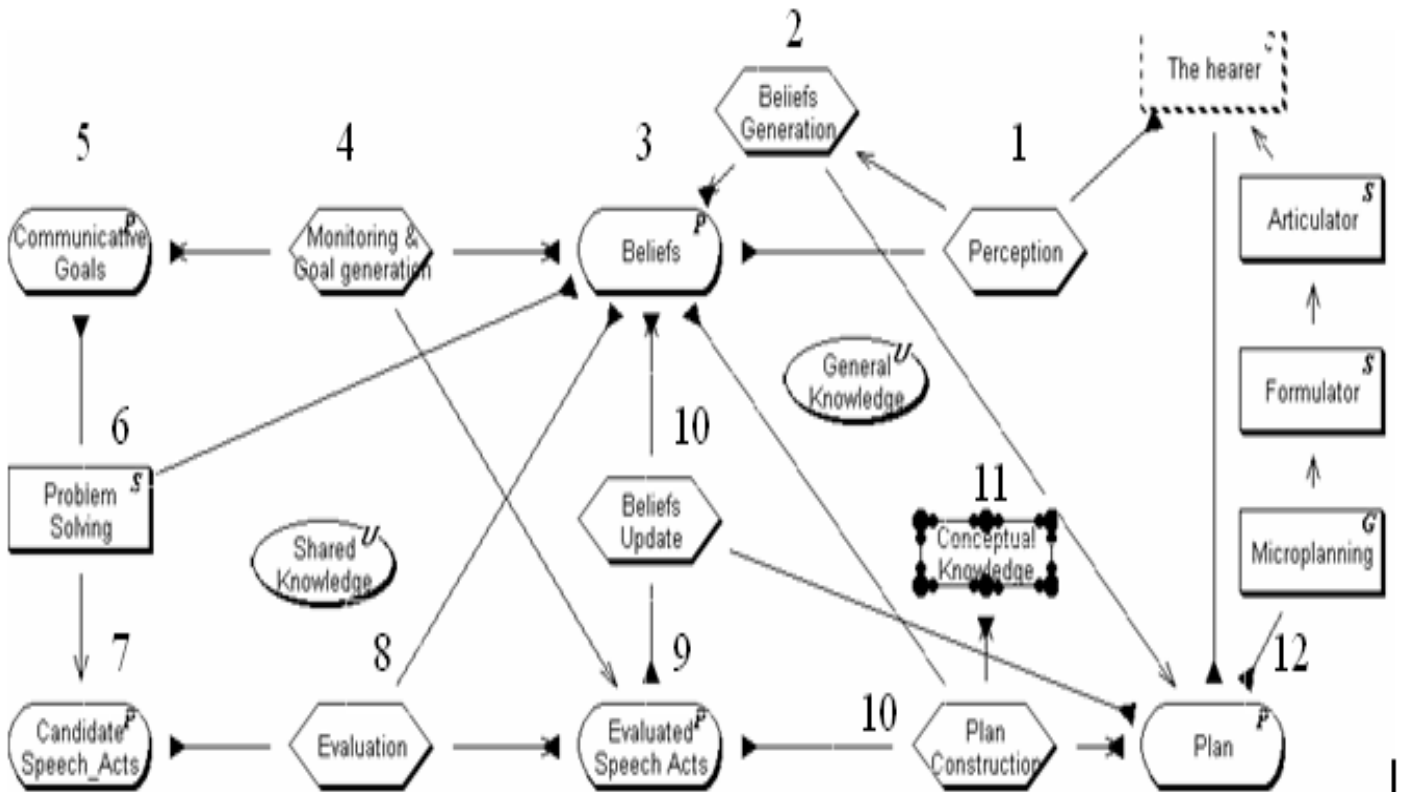 2
The hearer
Beliefs
Generation
5
4
3
1
S
P
Communicative
Goals
Monitoring &
Goal generation
P
Beliefs
Perception
Articulator
U
General
Knowledge
S
Formulator
6
10
11
S
Problem
Solving
U
Shared
Knowledge
Beliefs
Update
Conceptual
Knowledge
G
Microplanning
7
8
9
12
10
P
Candidate
Speech_Acts
Evaluation
P
Evaluated
Speech Acts
Plan
Construction
P
Plan